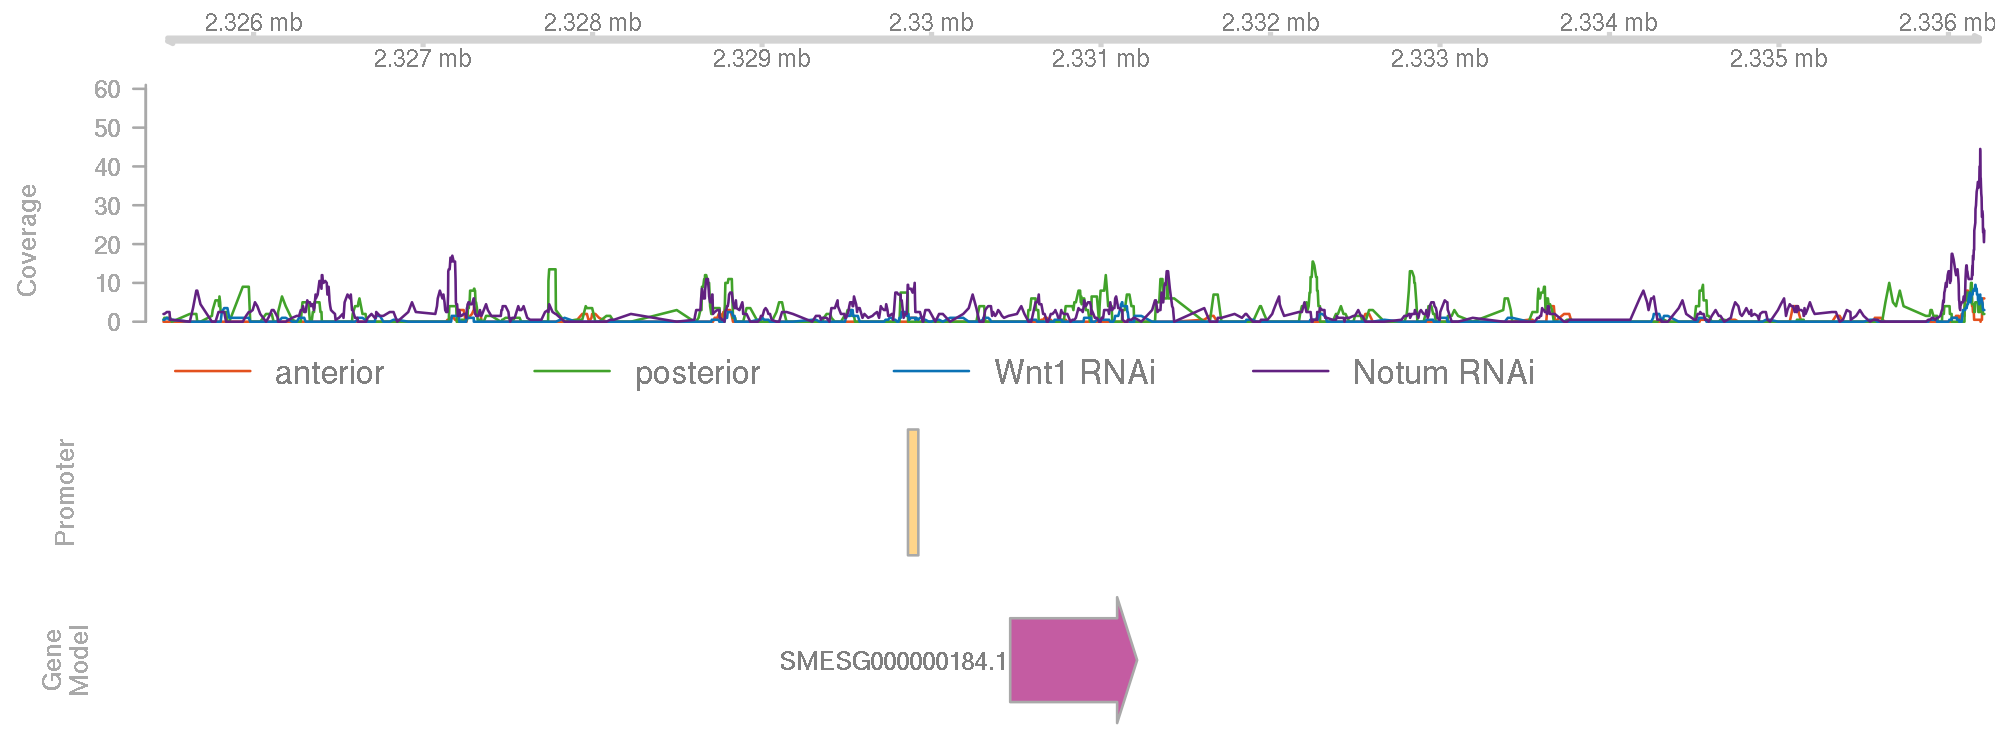 2.326 mb 2.328 mb 2.33 mb 2.332 mb 2.334 mb 2.336 mb
2.327 mb 2.329 mb 2.331 mb 2.333 mb 2.335 mb
Coverage
60
50
40
30
20
10
0
anterior posterior Wnt1 RNAi Notum RNAi
Promoter
Gene
Model
SMESG000000184.1